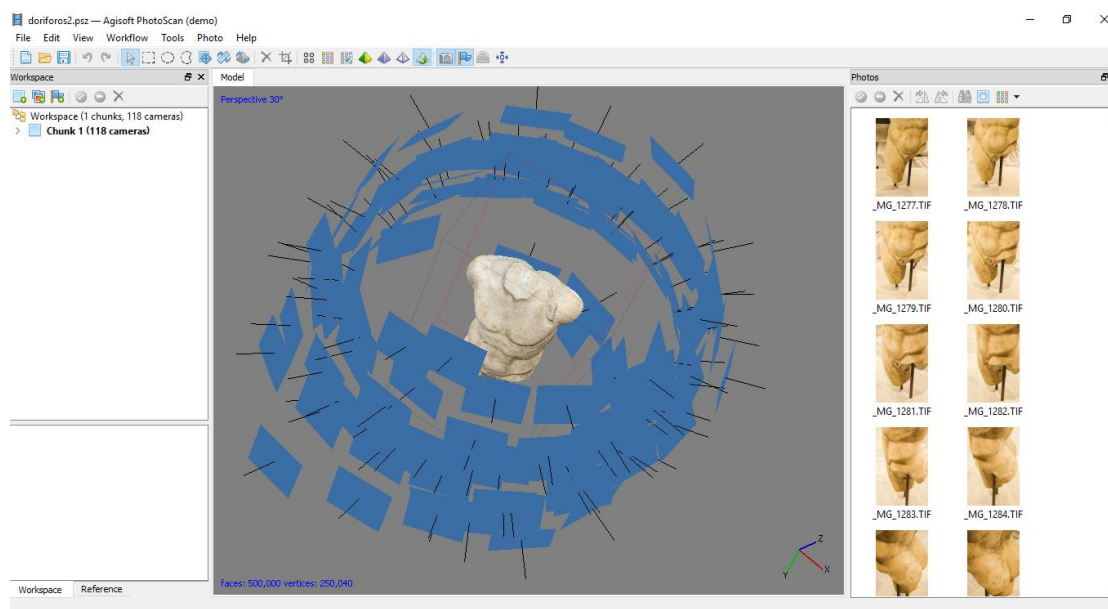 doriforos2.psz — Agisoft PhotoScan (demo)
File Edit View Workflow Tools Photo Help
Workspace
Model
Photos
Workspace (1 chunks, 118 cameras)
Chunk 1 (118 cameras)
Perspective 30°
_MG_1277.TIF _MG_1278.TIF
_MG_1279.TIF _MG_1280.TIF
_MG_1281.TIF _MG_1282.TIF
_MG_1283.TIF _MG_1284.TIF
Z
X
Y
faces: 500,000 vertices: 250,040
Workspace Reference